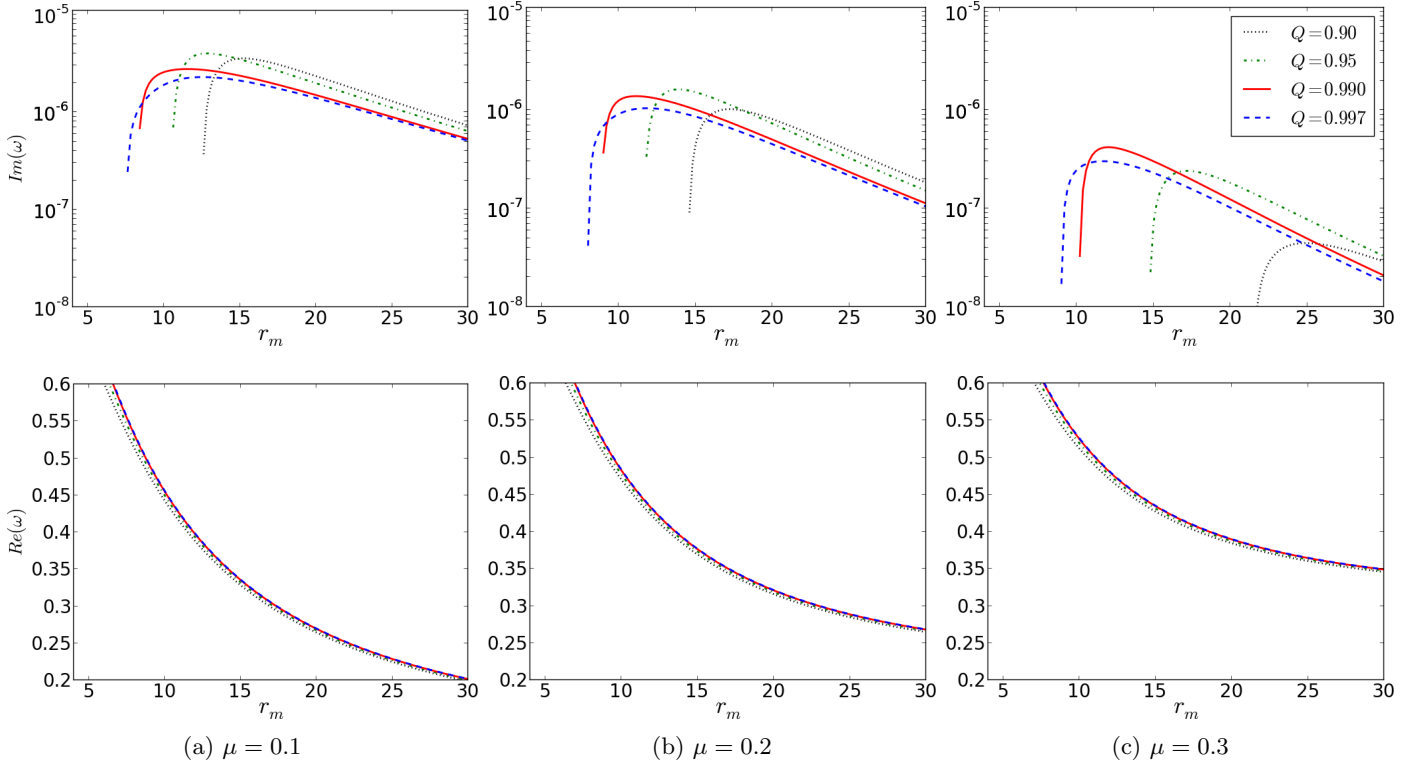 10⁻⁵
10⁻⁶
10⁻⁷
10⁻⁸
Im(ω)
5 10 15 20 25 30
r_m
10⁻⁵
10⁻⁶
10⁻⁷
10⁻⁸
5 10 15 20 25 30
r_m
10⁻⁵
10⁻⁶
10⁻⁷
10⁻⁸
5 10 15 20 25 30
r_m
Q = 0.90
Q = 0.95
Q = 0.990
Q = 0.997
0.6
0.55
0.5
0.45
0.4
0.35
0.3
0.25
0.2
Re(ω)
5 10 15 20 25 30
r_m
(a) μ = 0.1
0.6
0.55
0.5
0.45
0.4
0.35
0.3
0.25
0.2
5 10 15 20 25 30
r_m
(b) μ = 0.2
0.6
0.55
0.5
0.45
0.4
0.35
0.3
0.25
0.2
5 10 15 20 25 30
r_m
(c) μ = 0.3